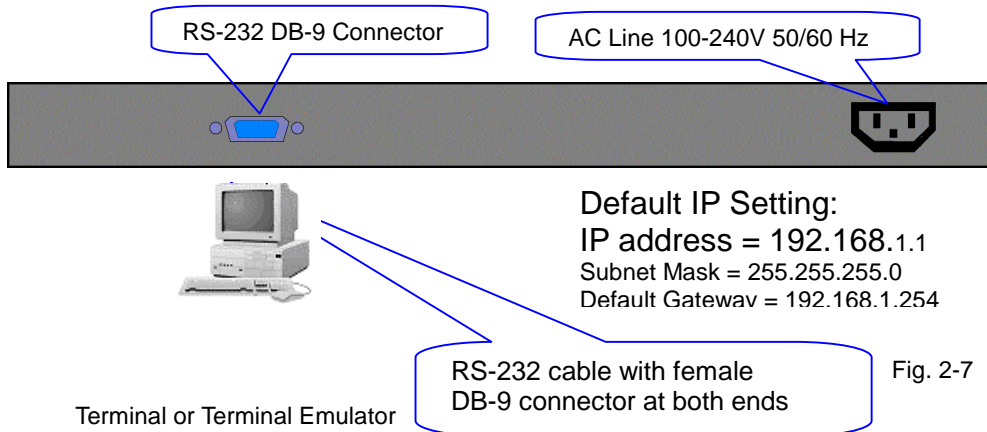 RS-232 DB-9 Connector
AC Line 100-240V 50/60 Hz
Default IP Setting:
IP address = 192.168.1.1
Subnet Mask = 255.255.255.0
Default Gateway = 192.168.1.254
RS-232 cable with female
DB-9 connector at both ends
Fig. 2-7
Terminal or Terminal Emulator